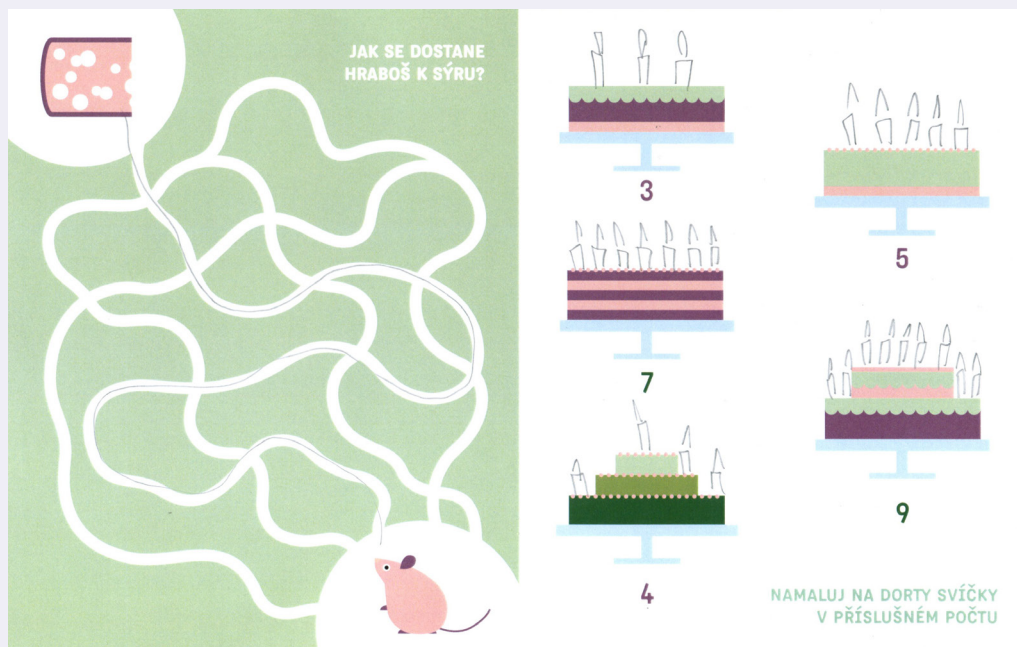 JAK SE DOSTANE
HRABOŠ K SÝRU?
3
5
7
9
4
NAMALUJ NA DORTY SVÍČKY
V PŘÍSLUŠNÉM POČTU